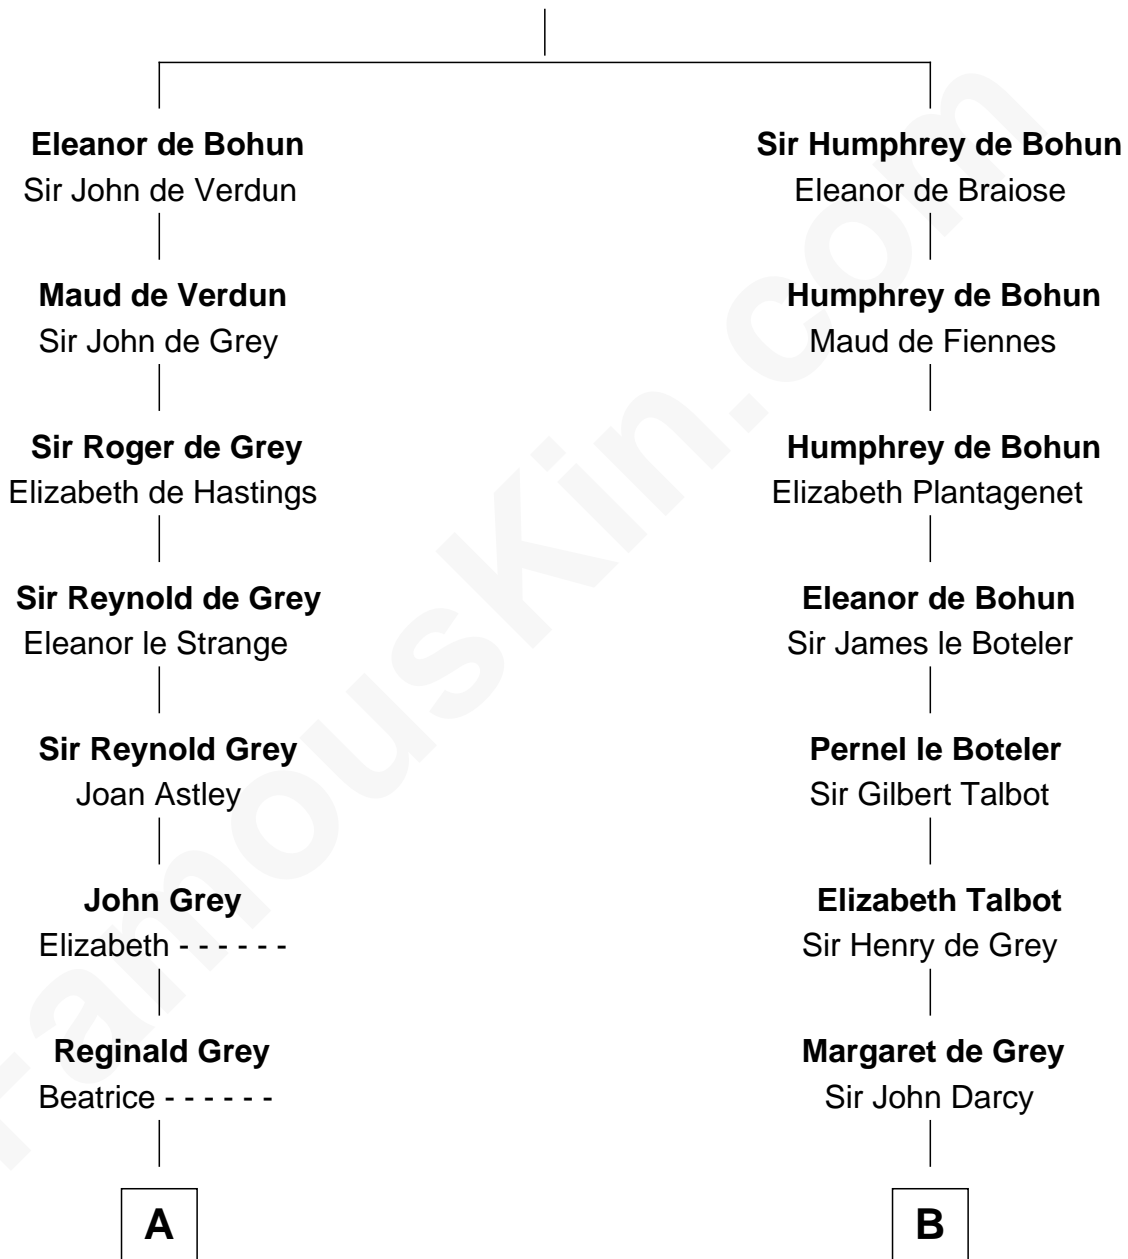 Eleanor de Bohun
Sir John de Verdun
Maud de Verdun
Sir John de Grey
Sir Roger de Grey
Elizabeth de Hastings
Sir Reynold de Grey
Eleanor le Strange
Sir Reynold Grey
Joan Astley
John Grey
Elizabeth - - - - - -
Reginald Grey
Beatrice - - - - - -
A
Sir Humphrey de Bohun
Eleanor de Braiose
Humphrey de Bohun
Maud de Fiennes
Humphrey de Bohun
Elizabeth Plantagenet
Eleanor de Bohun
Sir James le Boteler
Pernel le Boteler
Sir Gilbert Talbot
Elizabeth Talbot
Sir Henry de Grey
Margaret de Grey
Sir John Darcy
B
FamousKin.com